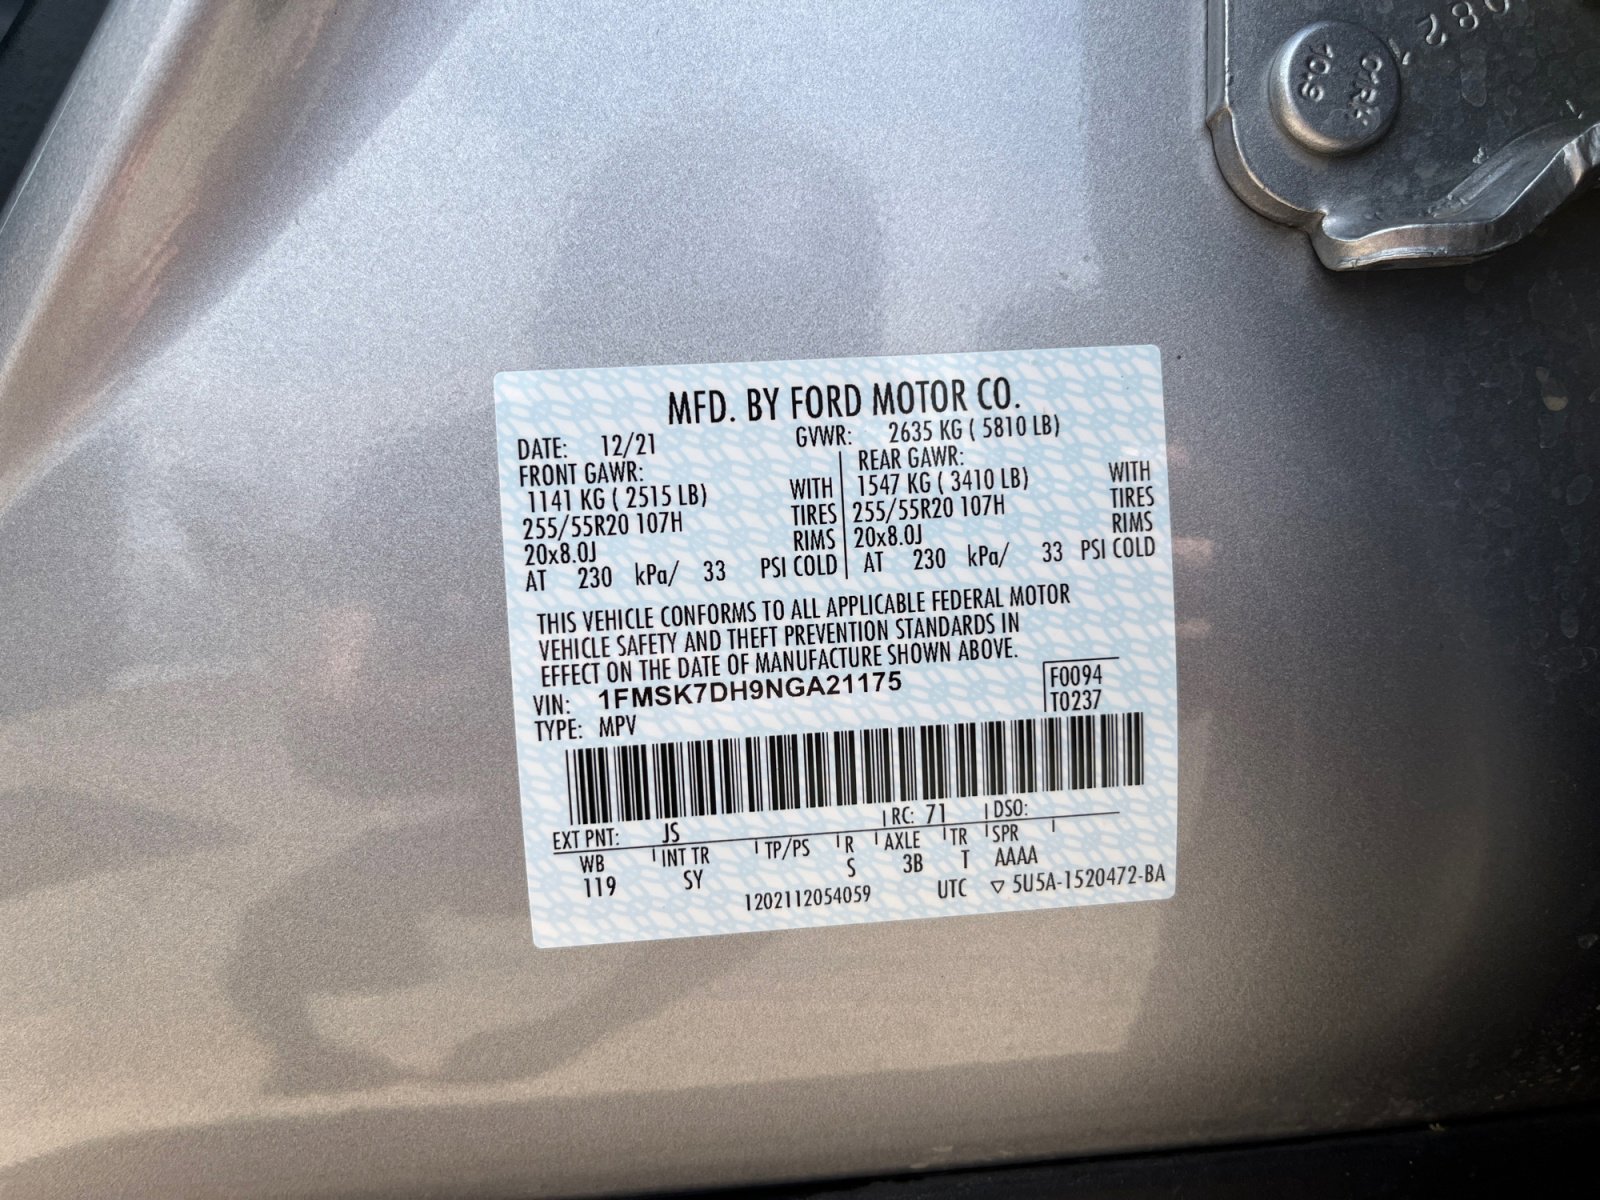 082
OYRK
10.9
MFD. BY FORD MOTOR CO.
DATE: 12/21 GVWR: 2635 KG ( 5810 LB)
FRONT GAWR: REAR GAWR:
1141 KG ( 2515 LB) WITH 1547 KG ( 3410 LB) WITH
255/55R20 107H TIRES 255/55R20 107H TIRES
20x8.0J RIMS 20x8.0J RIMS
AT 230 kPa/ 33 PSI COLD AT 230 kPa/ 33 PSI COLD
THIS VEHICLE CONFORMS TO ALL APPLICABLE FEDERAL MOTOR
VEHICLE SAFETY AND THEFT PREVENTION STANDARDS IN
EFFECT ON THE DATE OF MANUFACTURE SHOWN ABOVE.
VIN: 1FMSK7DH9NGA21175 F0094
TYPE: MPV T0237
EXT PNT: JS RC: 71 DSO:
WB INT TR TP/PS R AXLE TR SPR
119 SY S 3B T AAAA
1202112054059 UTC ▽ 5U5A-1520472-BA